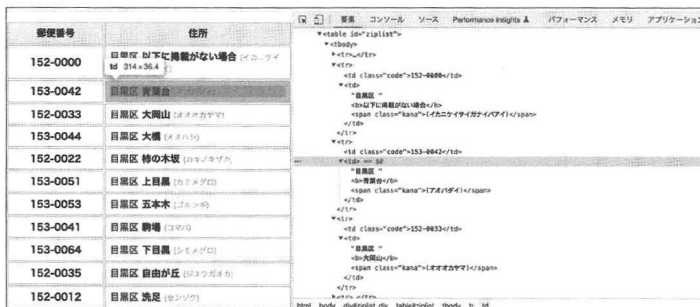 郵便番号 住所
152-0000 目黒区 以下に掲載がない場合 (イカニケイ
td 314×36.4
153-0042 目黒区 青葉台
152-0033 目黒区 大岡山 (オオオカヤマ)
153-0044 目黒区 大橋 (オオハシ)
152-0022 目黒区 柿の木坂 (カキノキザカ)
153-0051 目黒区 上目黒 (カミメグロ)
153-0053 目黒区 五本木 (ゴホンギ)
153-0041 目黒区 駒場 (コマバ)
153-0064 目黒区 下目黒 (シモメグロ)
152-0035 目黒区 自由が丘 (ジユウガオカ)
152-0012 目黒区 洗足 (センゾク)
要素 コンソール ソース Performance insights パフォーマンス メモリ アプリケーション
▼<table id="ziplist">
▼<tbody>
▶<tr>…</tr>
▼<tr>
<td class="code">152-0000</td>
▼<td>
"目黒区 "
<b>以下に掲載がない場合</b>
<span class="kana">(イカニケイサイガナイバアイ)</span>
</td>
</tr>
▼<tr>
<td class="code">153-0042</td>
▼<td> == $0
"目黒区 "
<b>青葉台</b>
<span class="kana">(アオバダイ)</span>
</td>
</tr>
▼<tr>
<td class="code">152-0033</td>
▼<td>
"目黒区 "
<b>大岡山</b>
<span class="kana">(オオオカヤマ)</span>
</td>
</tr>
▶<tr>…</tr>
html body div#ziplist_div table#ziplist tbody tr td